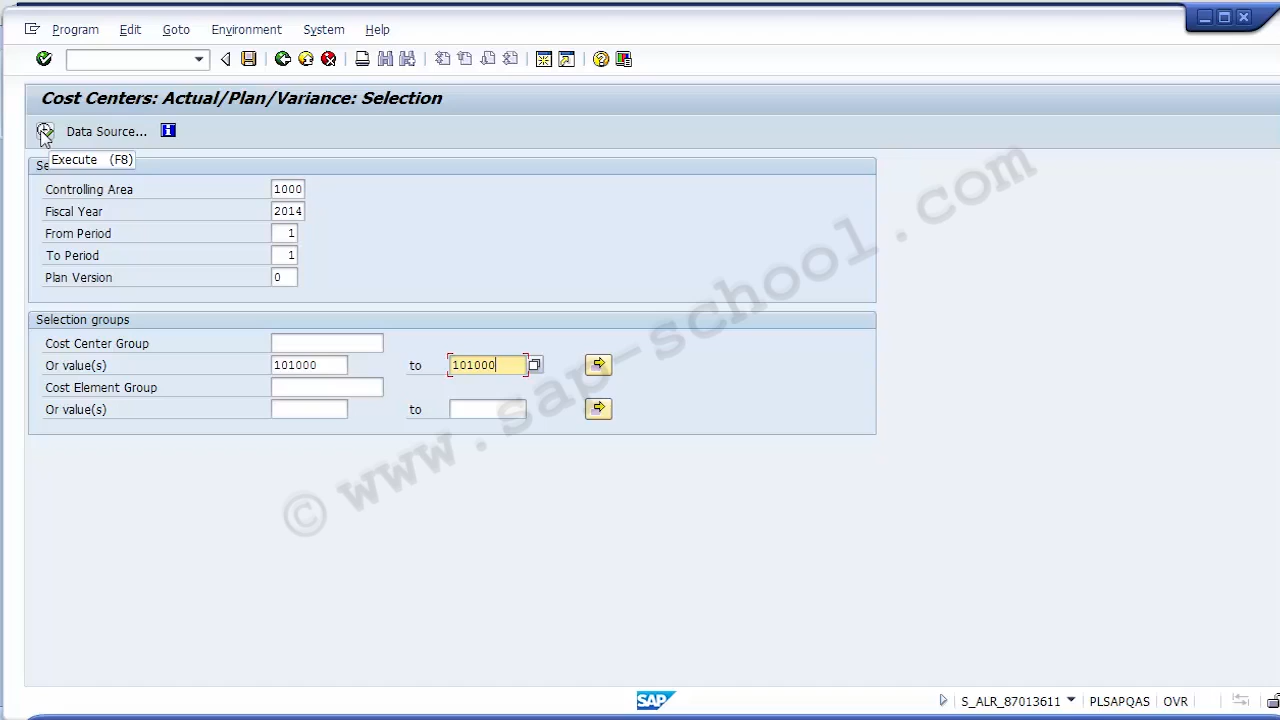 Program Edit Goto Environment System Help
Cost Centers: Actual/Plan/Variance: Selection
Data Source...
Execute (F8)
Se
Controlling Area 1000
Fiscal Year 2014
From Period 1
To Period 1
Plan Version 0
Selection groups
Cost Center Group
Or value(s) 101000 to 101000
Cost Element Group
Or value(s) to
© www.sap-school.com
SAP S_ALR_87013611 PLSAPQAS OVR